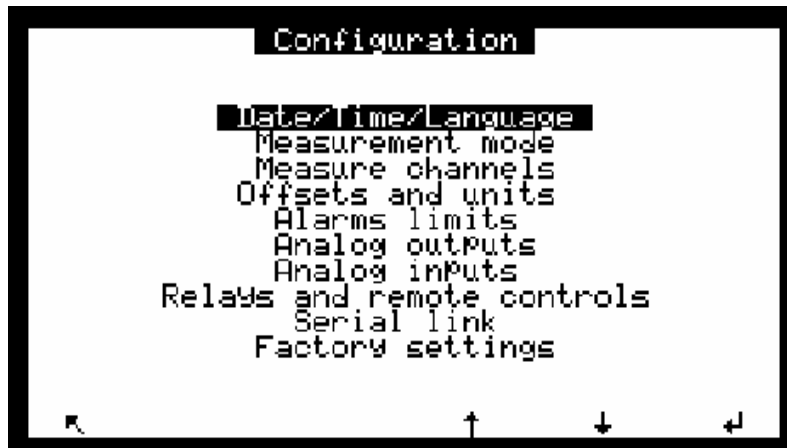 Configuration
Date/Time/Language
Measurement mode
Measure channels
Offsets and units
Alarms limits
Analog outputs
Analog inputs
Relays and remote controls
Serial link
Factory settings